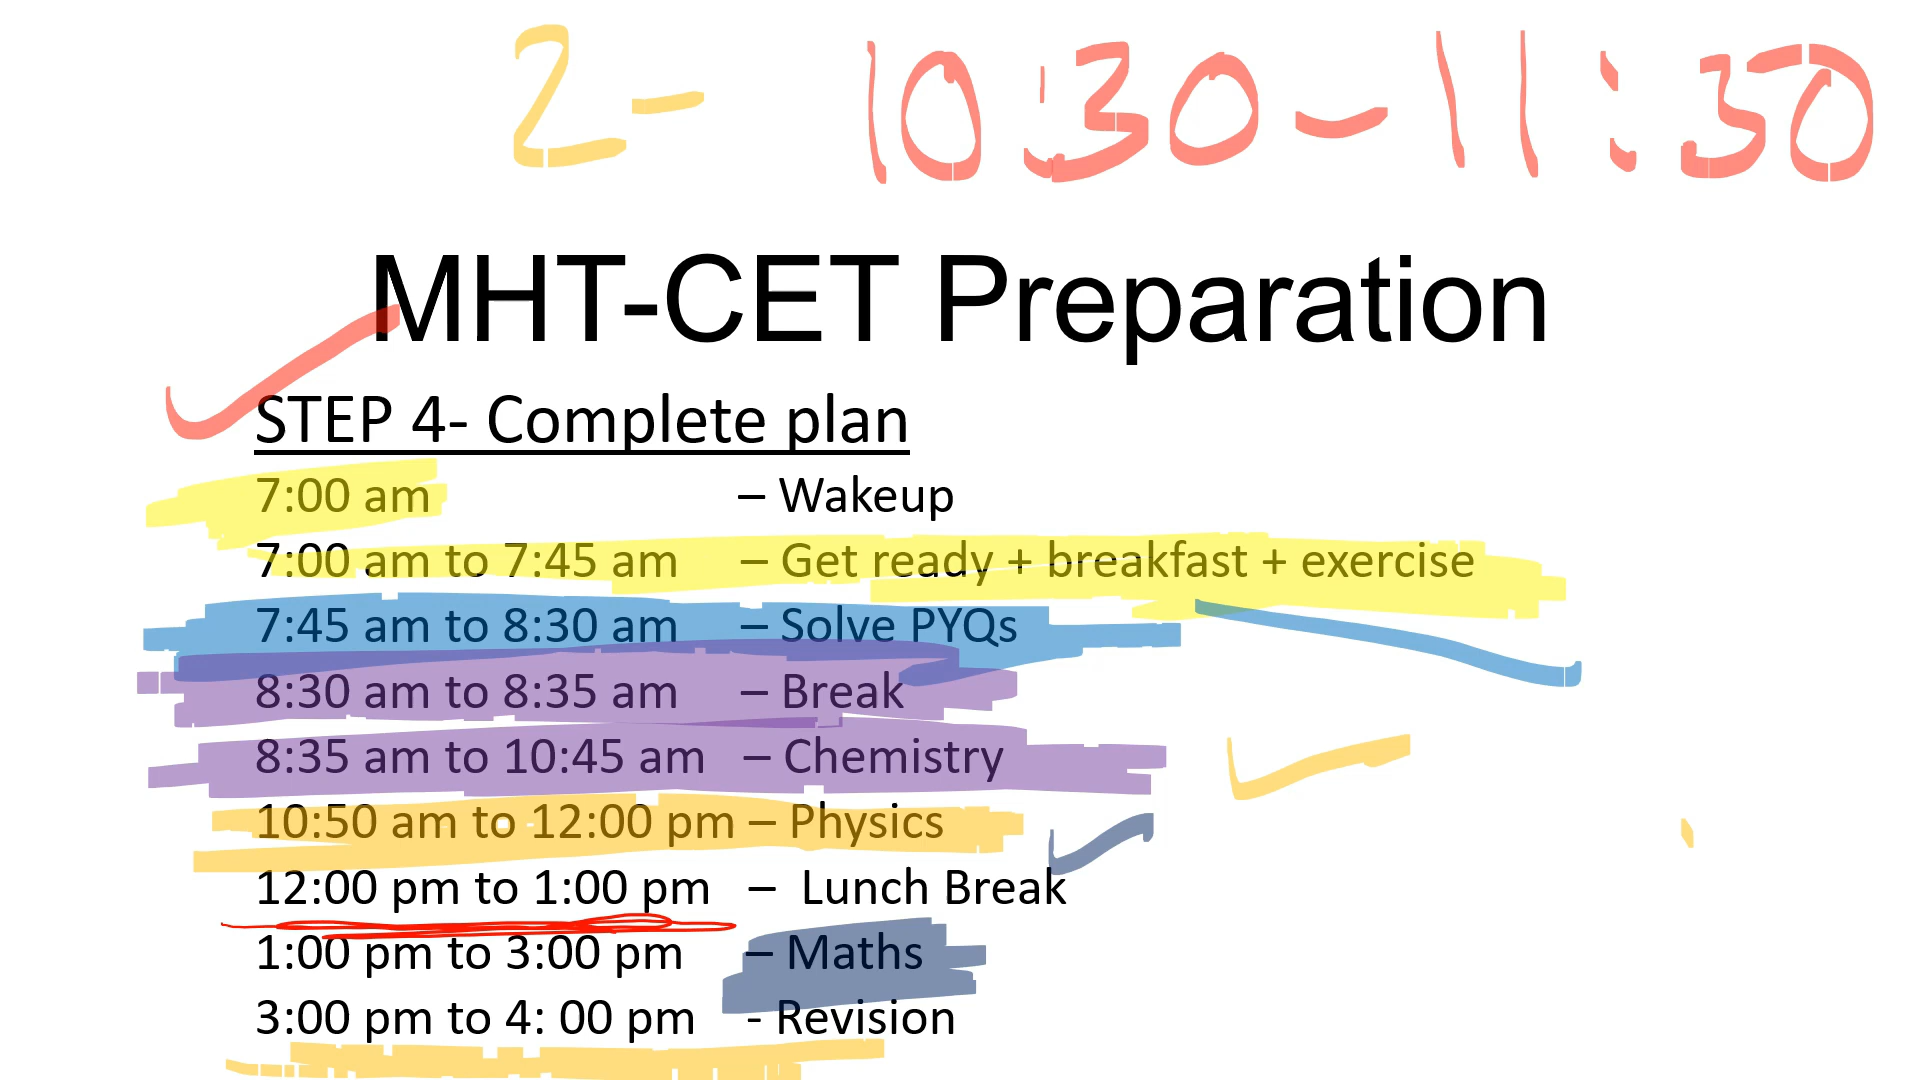 2- 10:30-11:30
MHT-CET Preparation
STEP 4- Complete plan
7:00 am – Wakeup
7:00 am to 7:45 am – Get ready + breakfast + exercise
7:45 am to 8:30 am – Solve PYQs
8:30 am to 8:35 am – Break
8:35 am to 10:45 am – Chemistry
10:50 am to 12:00 pm – Physics
12:00 pm to 1:00 pm – Lunch Break
1:00 pm to 3:00 pm – Maths
3:00 pm to 4: 00 pm - Revision